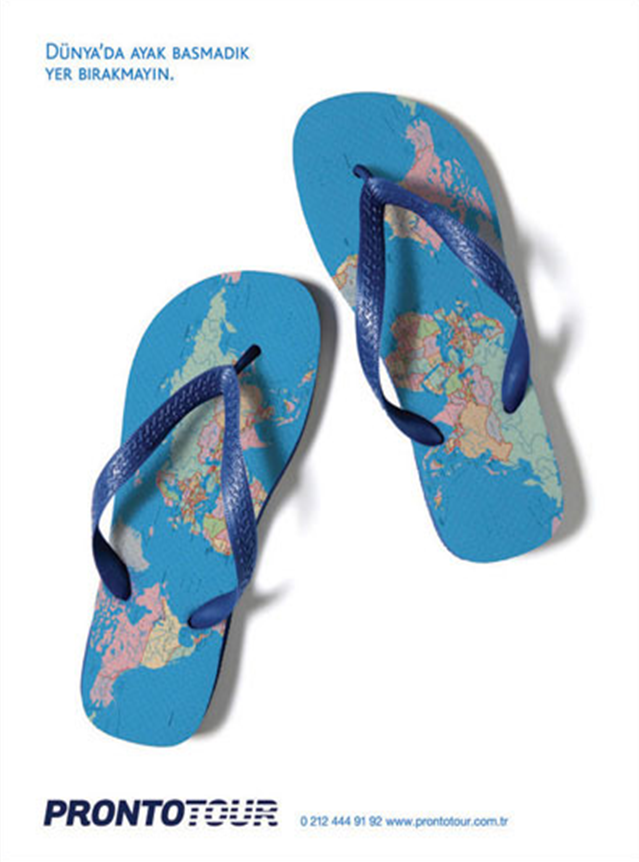 DÜNYA'DA AYAK BASMADIK
YER BIRAKMAYIN.
PRONTOTOUR 0 212 444 91 92 www.prontotour.com.tr